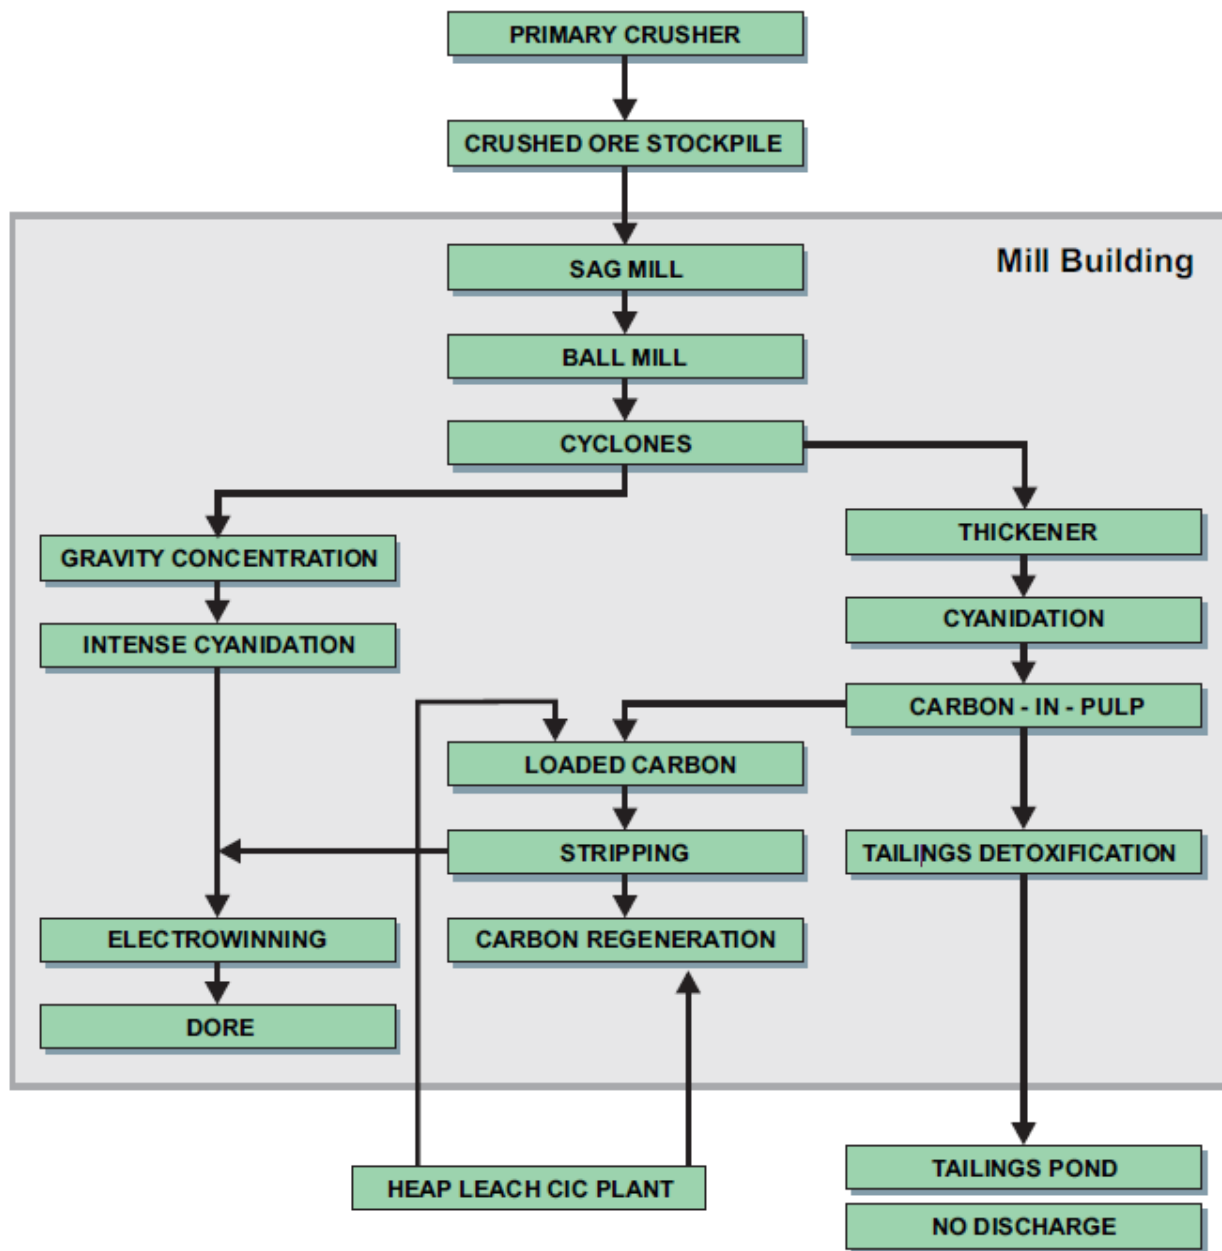 PRIMARY CRUSHER
CRUSHED ORE STOCKPILE
Mill Building
SAG MILL
BALL MILL
CYCLONES
GRAVITY CONCENTRATION
THICKENER
INTENSE CYANIDATION
CYANIDATION
CARBON - IN - PULP
LOADED CARBON
STRIPPING
TAILINGS DETOXIFICATION
ELECTROWINNING
CARBON REGENERATION
DORE
HEAP LEACH CIC PLANT
TAILINGS POND
NO DISCHARGE